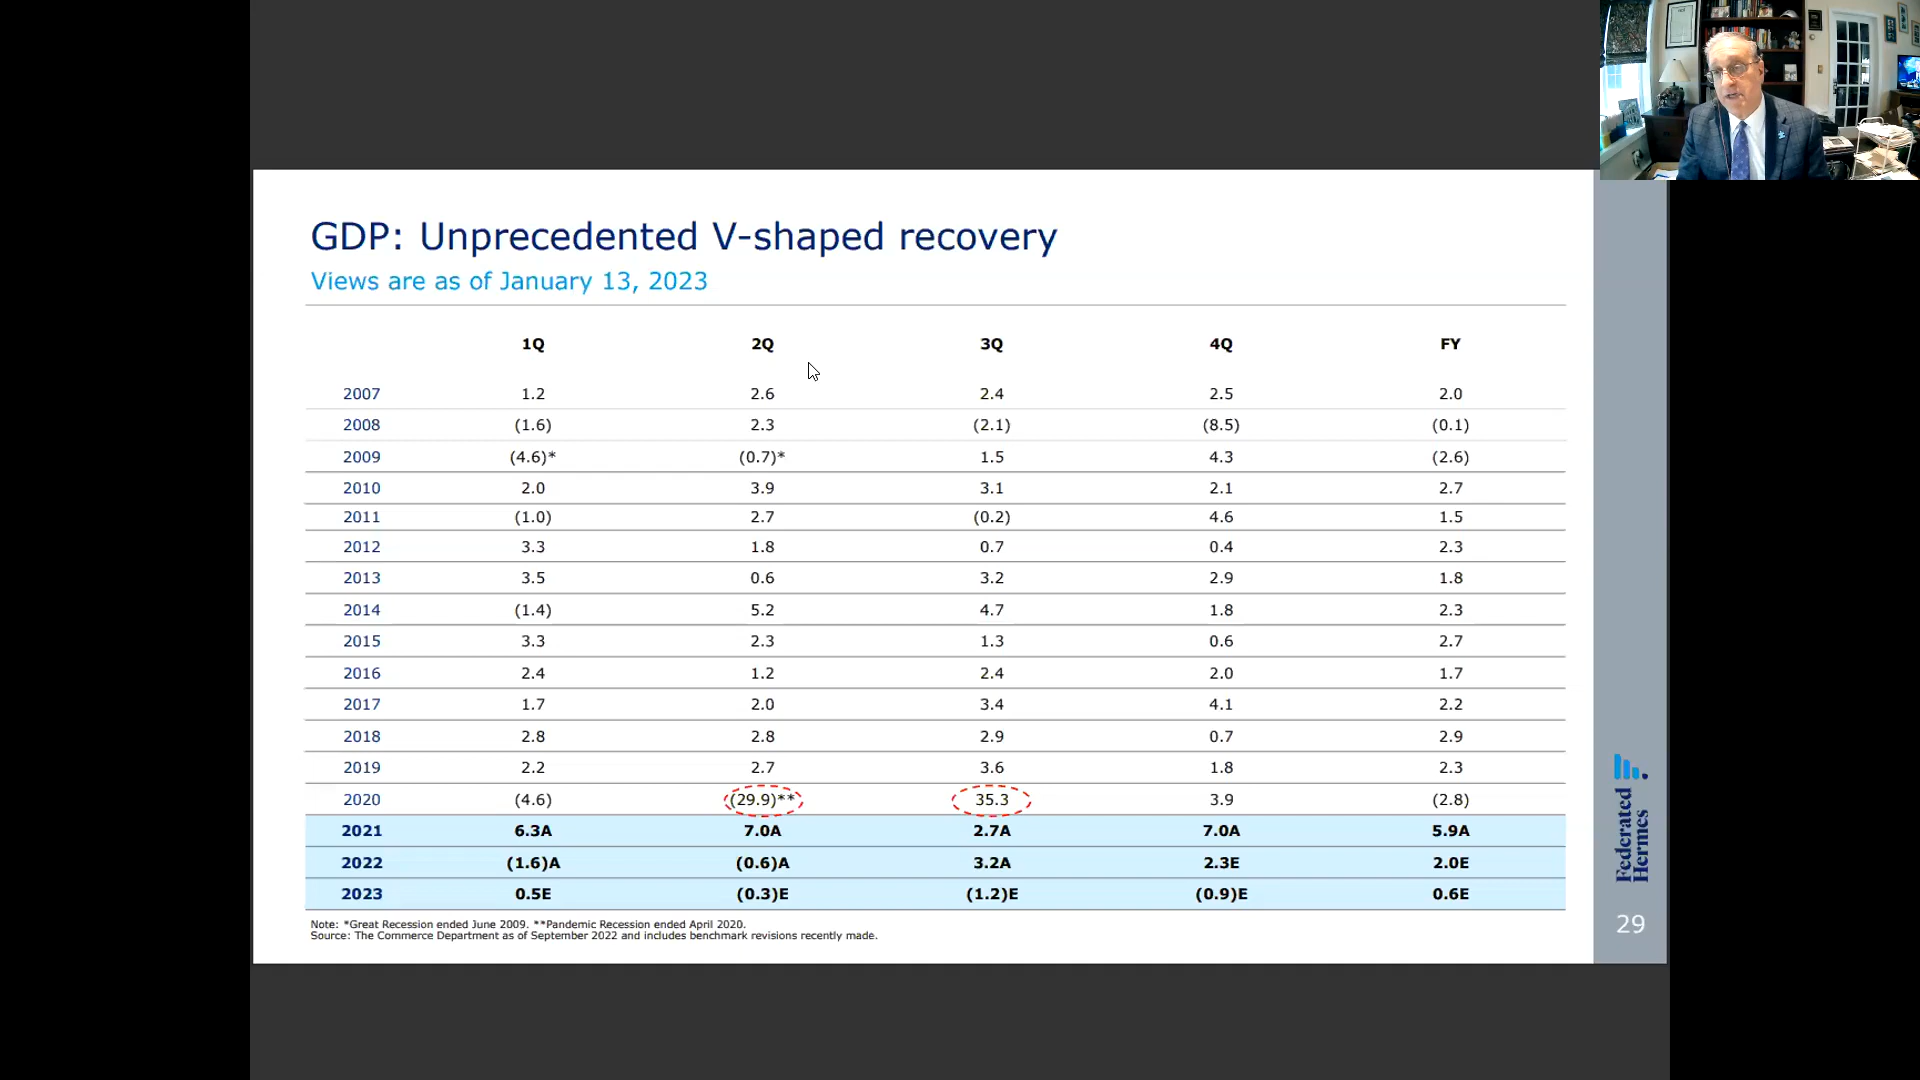 GDP: Unprecedented V-shaped recovery
Views are as of January 13, 2023
1Q 2Q 3Q 4Q FY
2007 1.2 2.6 2.4 2.5 2.0
2008 (1.6) 2.3 (2.1) (8.5) (0.1)
2009 (4.6)* (0.7)* 1.5 4.3 (2.6)
2010 2.0 3.9 3.1 2.1 2.7
2011 (1.0) 2.7 (0.2) 4.6 1.5
2012 3.3 1.8 0.7 0.4 2.3
2013 3.5 0.6 3.2 2.9 1.8
2014 (1.4) 5.2 4.7 1.8 2.3
2015 3.3 2.3 1.3 0.6 2.7
2016 2.4 1.2 2.4 2.0 1.7
2017 1.7 2.0 3.4 4.1 2.2
2018 2.8 2.8 2.9 0.7 2.9
2019 2.2 2.7 3.6 1.8 2.3
2020 (4.6) (29.9)** 35.3 3.9 (2.8)
2021 6.3A 7.0A 2.7A 7.0A 5.9A
2022 (1.6)A (0.6)A 3.2A 2.3E 2.0E
2023 0.5E (0.3)E (1.2)E (0.9)E 0.6E
Note: *Great Recession ended June 2009. **Pandemic Recession ended April 2020.
Source: The Commerce Department as of September 2022 and includes benchmark revisions recently made.
Federated
Hermes
29